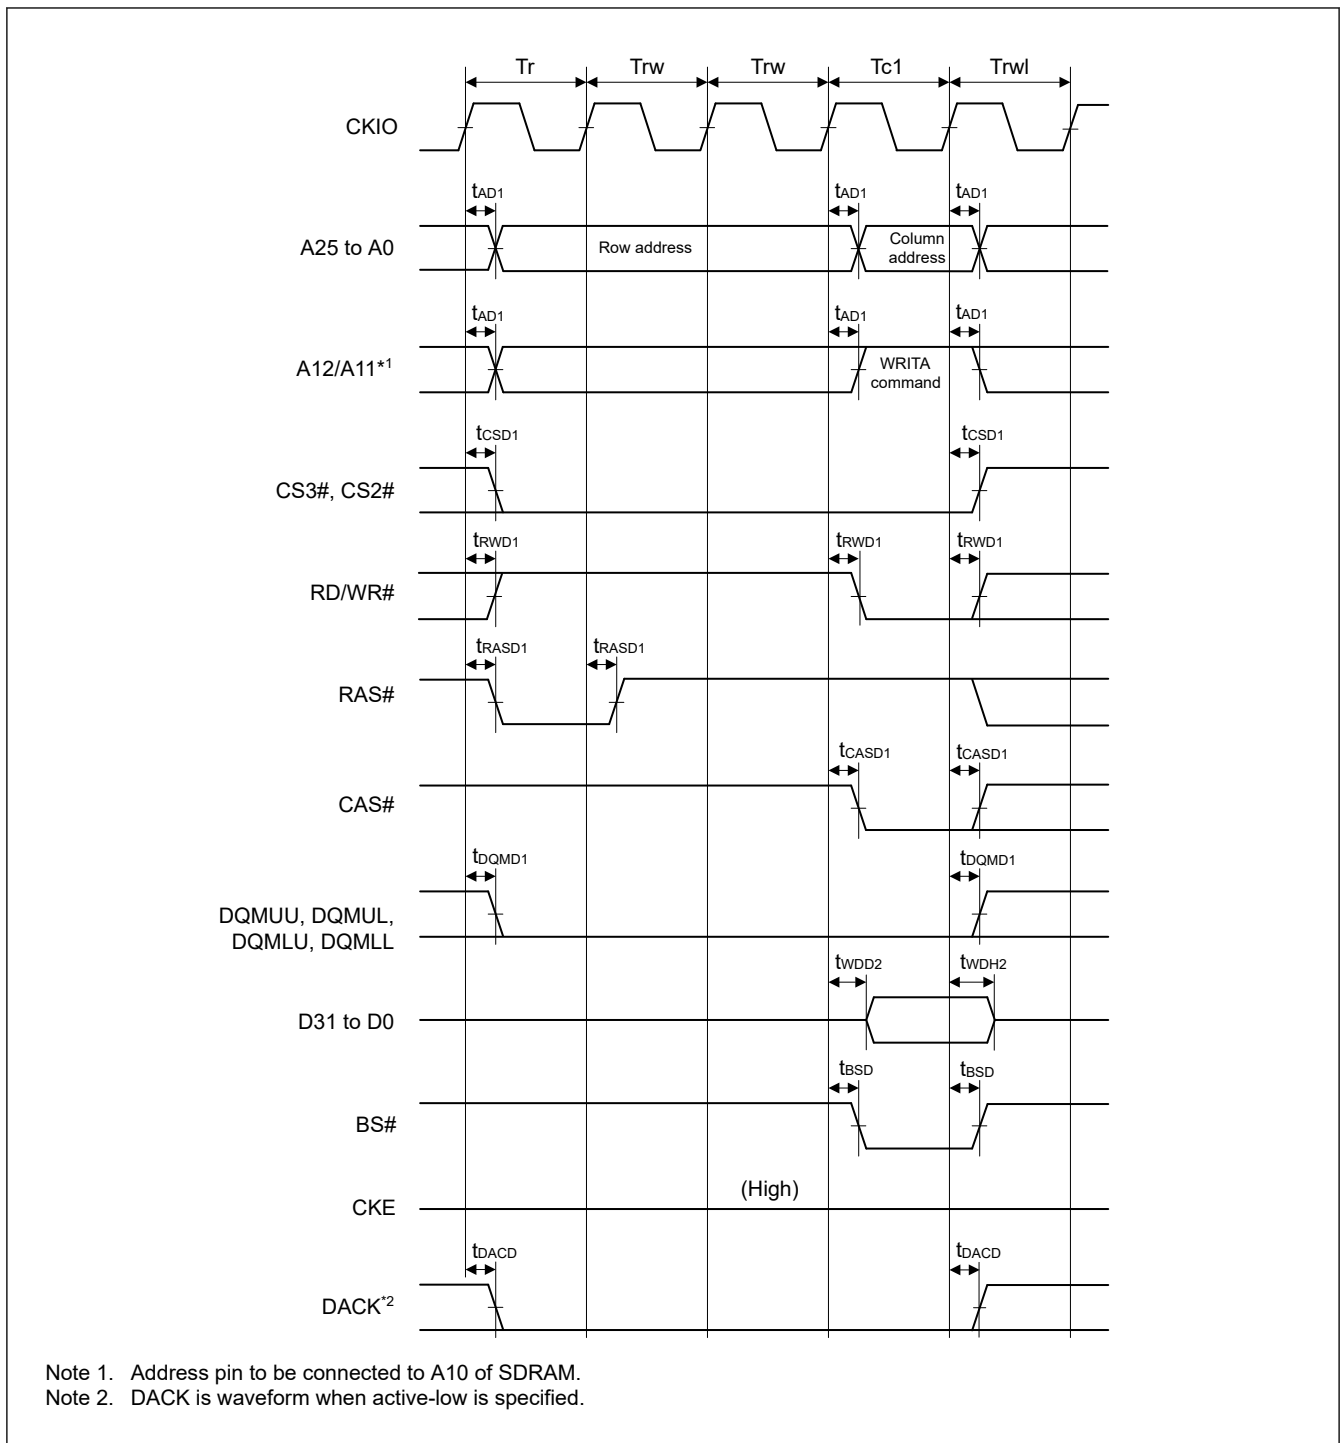 Tr Trw Trw Tc1 Trwl
CKIO
tAD1 tAD1 tAD1
A25 to A0 Row address Column address
tAD1 tAD1 tAD1
A12/A11*1 WRITA command
tCSD1 tCSD1
CS3#, CS2#
tRWD1 tRWD1 tRWD1
RD/WR#
tRASD1 tRASD1
RAS#
tCASD1 tCASD1
CAS#
tDQMD1 tDQMD1
DQMUU, DQMUL,
DQMLU, DQMLL
tWDD2 tWDH2
D31 to D0
tBSD tBSD
BS#
(High)
CKE
tDACD tDACD
DACK*2
Note 1. Address pin to be connected to A10 of SDRAM.
Note 2. DACK is waveform when active-low is specified.